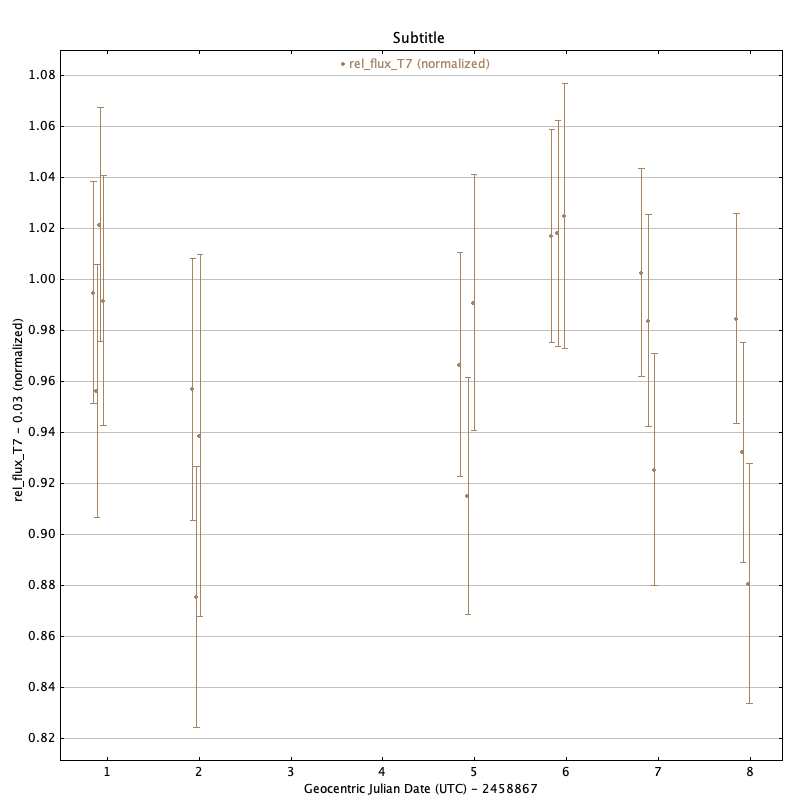 Subtitle
rel_flux_T7 (normalized)
1.08
1.06
1.04
1.02
1.00
0.98
0.96
0.94
0.92
0.90
0.88
0.86
0.84
0.82
rel_flux_T7 - 0.03 (normalized)
1 2 3 4 5 6 7 8
Geocentric Julian Date (UTC) - 2458867